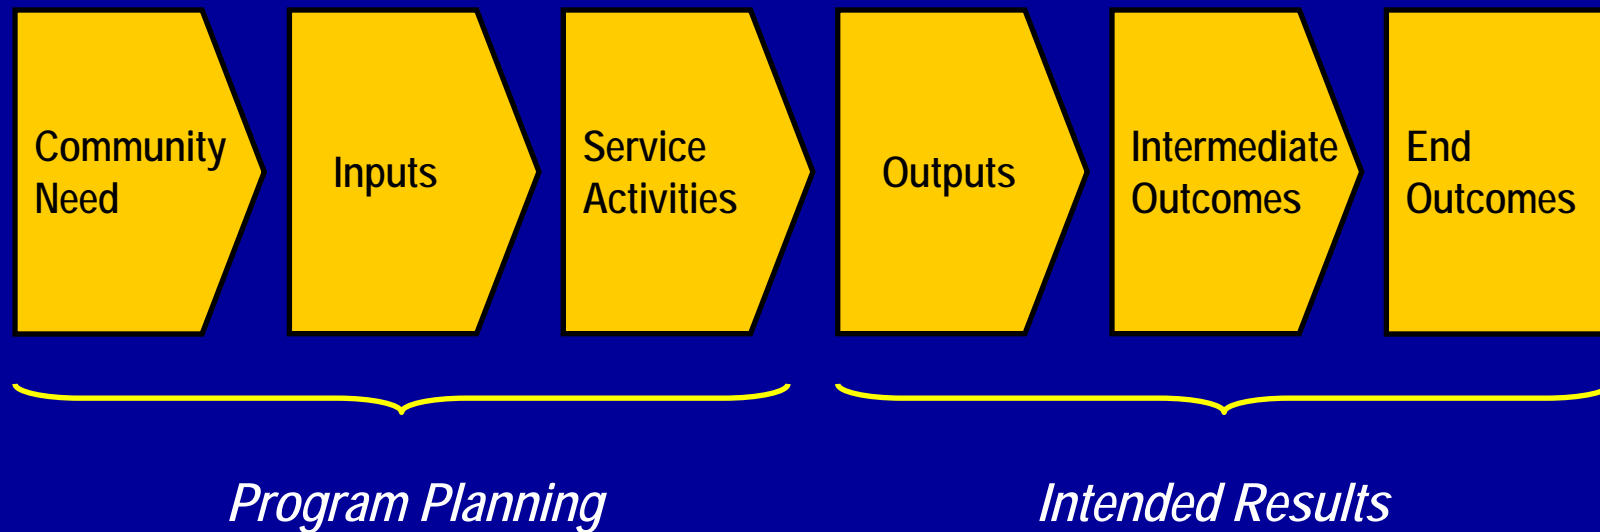 Community
Need
Inputs
Service
Activities
Outputs
Intermediate
Outcomes
End
Outcomes
Program Planning
Intended Results